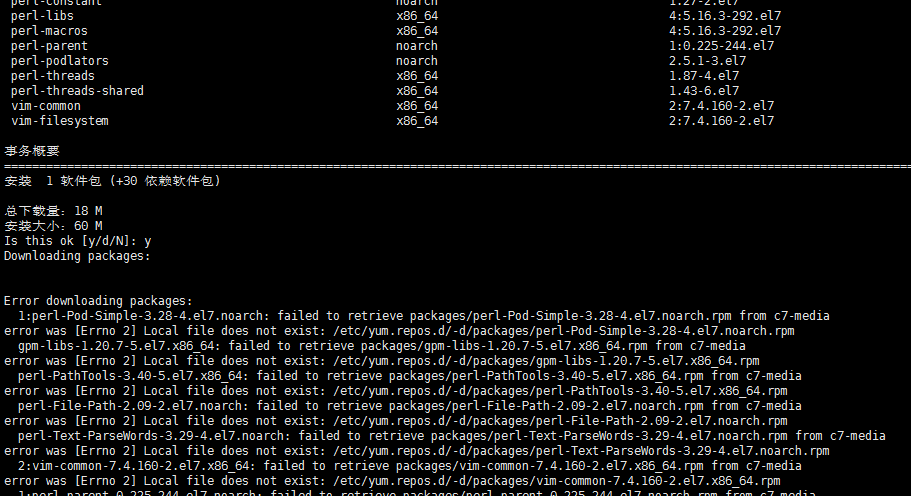 perl-constant noarch 1.27-2.el7
perl-libs x86_64 4:5.16.3-292.el7
perl-macros x86_64 4:5.16.3-292.el7
perl-parent noarch 1:0.225-244.el7
perl-podlators noarch 2.5.1-3.el7
perl-threads x86_64 1.87-4.el7
perl-threads-shared x86_64 1.43-6.el7
vim-common x86_64 2:7.4.160-2.el7
vim-filesystem x86_64 2:7.4.160-2.el7
事务概要
================================================================================
安装 1 软件包 (+30 依赖软件包)
总下载量：18 M
安装大小：60 M
Is this ok [y/d/N]: y
Downloading packages:
Error downloading packages:
1:perl-Pod-Simple-3.28-4.el7.noarch: failed to retrieve packages/perl-Pod-Simple-3.28-4.el7.noarch.rpm from c7-media
error was [Errno 2] Local file does not exist: /etc/yum.repos.d/-d/packages/perl-Pod-Simple-3.28-4.el7.noarch.rpm
gpm-libs-1.20.7-5.el7.x86_64: failed to retrieve packages/gpm-libs-1.20.7-5.el7.x86_64.rpm from c7-media
error was [Errno 2] Local file does not exist: /etc/yum.repos.d/-d/packages/gpm-libs-1.20.7-5.el7.x86_64.rpm
perl-PathTools-3.40-5.el7.x86_64: failed to retrieve packages/perl-PathTools-3.40-5.el7.x86_64.rpm from c7-media
error was [Errno 2] Local file does not exist: /etc/yum.repos.d/-d/packages/perl-PathTools-3.40-5.el7.x86_64.rpm
perl-File-Path-2.09-2.el7.noarch: failed to retrieve packages/perl-File-Path-2.09-2.el7.noarch.rpm from c7-media
error was [Errno 2] Local file does not exist: /etc/yum.repos.d/-d/packages/perl-File-Path-2.09-2.el7.noarch.rpm
perl-Text-ParseWords-3.29-4.el7.noarch: failed to retrieve packages/perl-Text-ParseWords-3.29-4.el7.noarch.rpm from c7-media
error was [Errno 2] Local file does not exist: /etc/yum.repos.d/-d/packages/perl-Text-ParseWords-3.29-4.el7.noarch.rpm
2:vim-common-7.4.160-2.el7.x86_64: failed to retrieve packages/vim-common-7.4.160-2.el7.x86_64.rpm from c7-media
error was [Errno 2] Local file does not exist: /etc/yum.repos.d/-d/packages/vim-common-7.4.160-2.el7.x86_64.rpm
1:perl-parent-0.225-244.el7.noarch: failed to retrieve packages/perl-parent-0.225-244.el7.noarch.rpm from c7-media